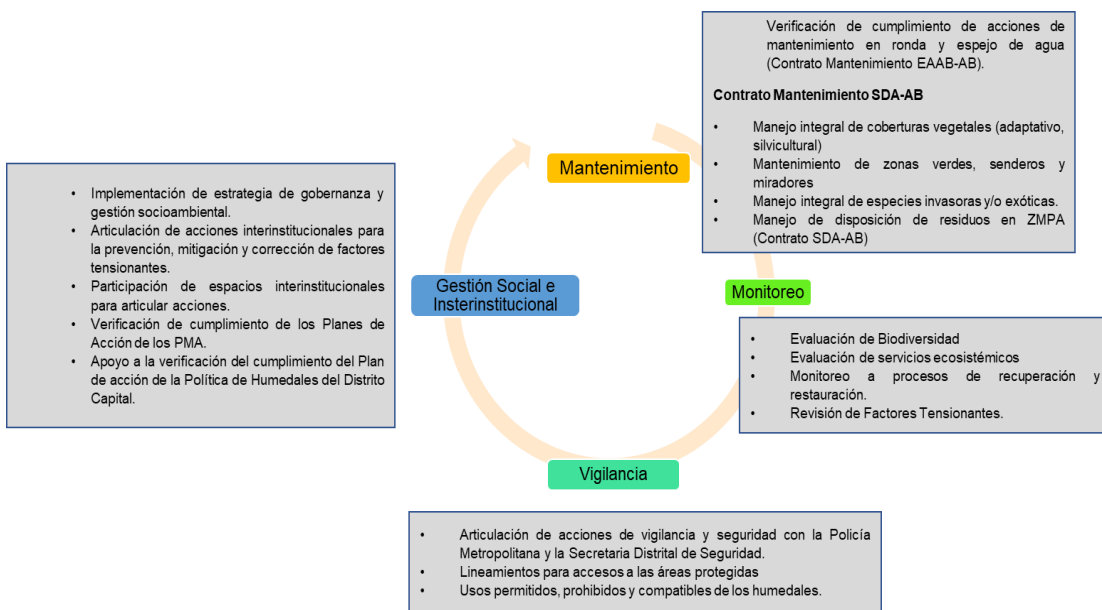 Verificación de cumplimiento de acciones de
mantenimiento en ronda y espejo de agua
(Contrato Mantenimiento EAAB-AB).
Contrato Mantenimiento SDA-AB
• Manejo integral de coberturas vegetales (adaptativo,
silvicultural)
• Mantenimiento de zonas verdes, senderos y
miradores
• Manejo integral de especies invasoras y/o exóticas.
• Manejo de disposición de residuos en ZMPA
(Contrato SDA-AB)
Mantenimiento
• Implementación de estrategia de gobernanza y
gestión socioambiental.
• Articulación de acciones interinstitucionales para
la prevención, mitigación y corrección de factores
tensionantes.
• Participación de espacios interinstitucionales
para articular acciones.
• Verificación de cumplimiento de los Planes de
Acción de los PMA.
• Apoyo a la verificación del cumplimiento del Plan
de acción de la Política de Humedales del Distrito
Capital.
Gestión Social e
Insterinstitucional
Monitoreo
• Evaluación de Biodiversidad
• Evaluación de servicios ecosistémicos
• Monitoreo a procesos de recuperación y
restauración.
• Revisión de Factores Tensionantes.
Vigilancia
• Articulación de acciones de vigilancia y seguridad con la Policía
Metropolitana y la Secretaria Distrital de Seguridad.
• Lineamientos para accesos a las áreas protegidas
• Usos permitidos, prohibidos y compatibles de los humedales.